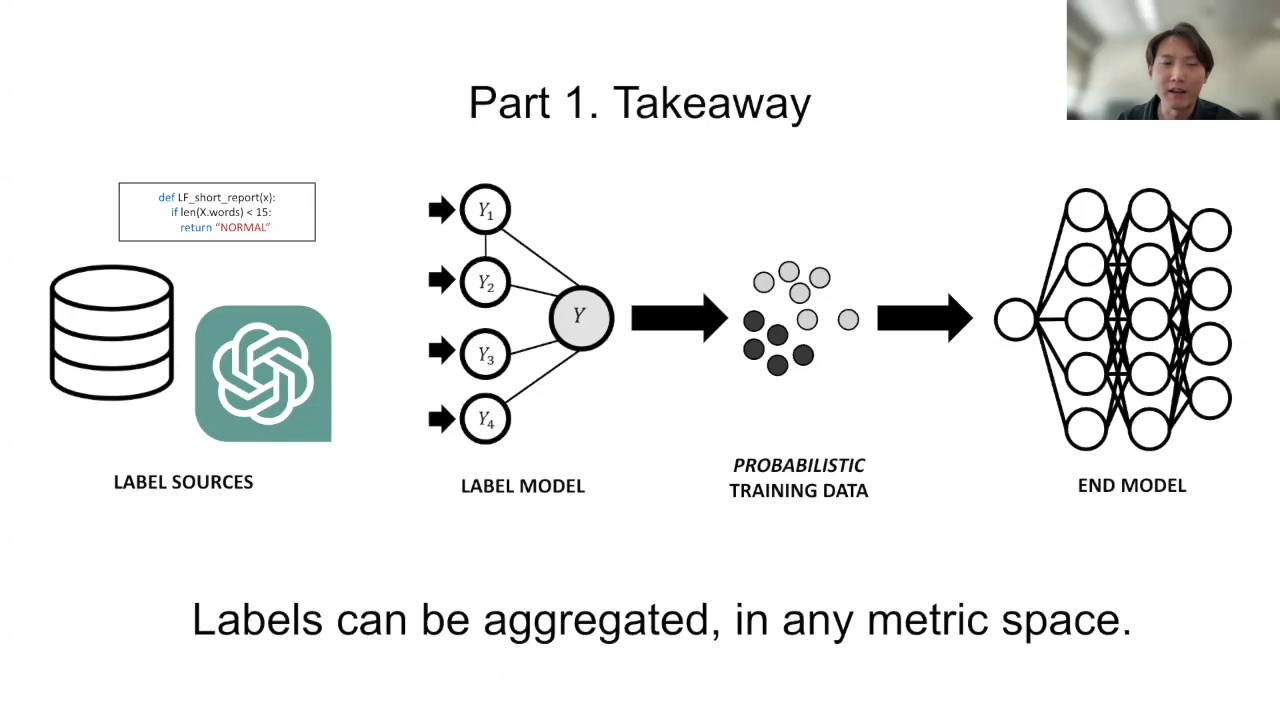 Part 1. Takeaway
def LF_short_report(x):
if len(X.words) < 15:
return “NORMAL”
Y₁
Y₂
Y
Y₃
Y₄
LABEL SOURCES
LABEL MODEL
PROBABILISTIC
TRAINING DATA
END MODEL
Labels can be aggregated, in any metric space.